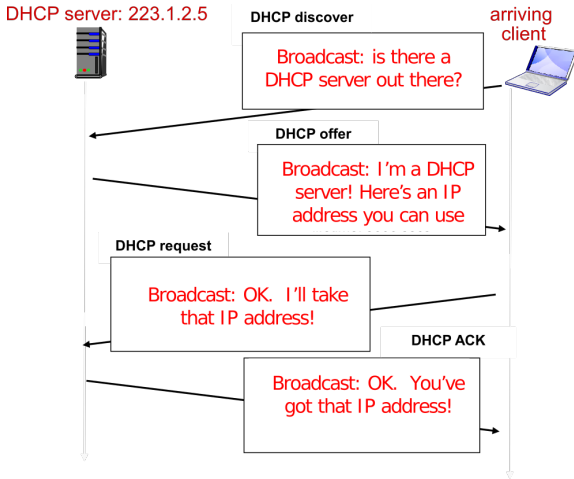 DHCP server: 223.1.2.5
DHCP discover
arriving
client
Broadcast: is there a
DHCP server out there?
DHCP offer
Broadcast: I'm a DHCP
server! Here's an IP
address you can use
DHCP request
Broadcast: OK. I'll take
that IP address!
DHCP ACK
Broadcast: OK. You've
got that IP address!